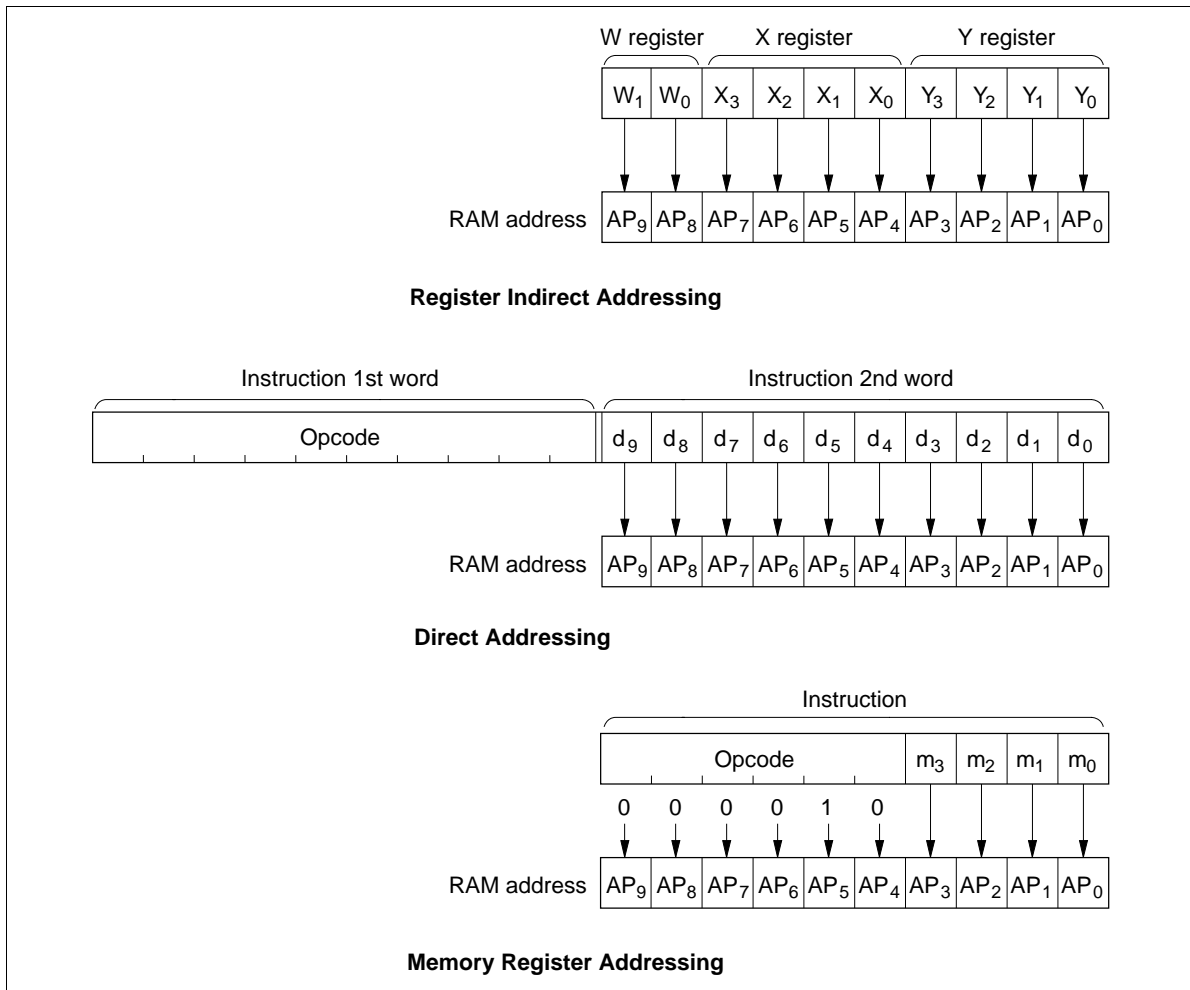 W register X register Y register
W1 W0 X3 X2 X1 X0 Y3 Y2 Y1 Y0
RAM address AP9 AP8 AP7 AP6 AP5 AP4 AP3 AP2 AP1 AP0
Register Indirect Addressing
Instruction 1st word Instruction 2nd word
Opcode d9 d8 d7 d6 d5 d4 d3 d2 d1 d0
RAM address AP9 AP8 AP7 AP6 AP5 AP4 AP3 AP2 AP1 AP0
Direct Addressing
Instruction
Opcode m3 m2 m1 m0
0 0 0 0 1 0
RAM address AP9 AP8 AP7 AP6 AP5 AP4 AP3 AP2 AP1 AP0
Memory Register Addressing